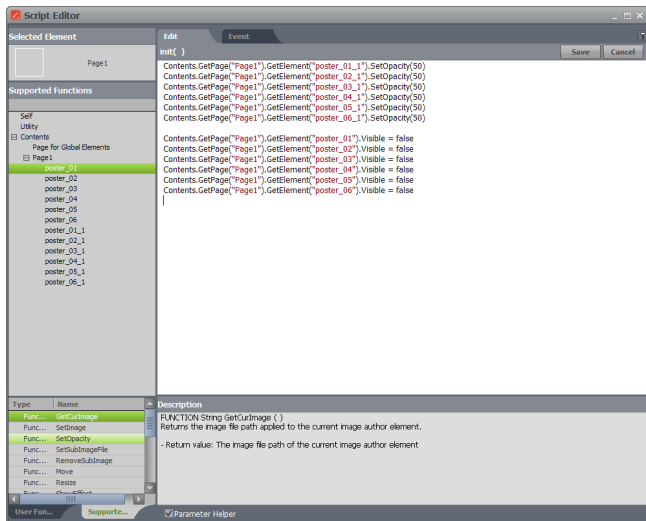 Script Editor
Selected Element
Page1
Supported Functions
Self
Utility
Contents
Page for Global Elements
Page1
poster_01
poster_02
poster_03
poster_04
poster_05
poster_06
poster_01_1
poster_02_1
poster_03_1
poster_04_1
poster_05_1
poster_06_1
Type Name
Func... GetCurImage
Func... SetImage
Func... SetOpacity
Func... SetSubImageFile
Func... RemoveSubImage
Func... Move
Func... Resize
Func... ShowEffect
User Fun... Supporte...
Edit Event
init( ) Save Cancel
Contents.GetPage("Page1").GetElement("poster_01_1").SetOpacity(50)
Contents.GetPage("Page1").GetElement("poster_02_1").SetOpacity(50)
Contents.GetPage("Page1").GetElement("poster_03_1").SetOpacity(50)
Contents.GetPage("Page1").GetElement("poster_04_1").SetOpacity(50)
Contents.GetPage("Page1").GetElement("poster_05_1").SetOpacity(50)
Contents.GetPage("Page1").GetElement("poster_06_1").SetOpacity(50)
Contents.GetPage("Page1").GetElement("poster_01").Visible = false
Contents.GetPage("Page1").GetElement("poster_02").Visible = false
Contents.GetPage("Page1").GetElement("poster_03").Visible = false
Contents.GetPage("Page1").GetElement("poster_04").Visible = false
Contents.GetPage("Page1").GetElement("poster_05").Visible = false
Contents.GetPage("Page1").GetElement("poster_06").Visible = false
Description
FUNCTION String GetCurImage ( )
Returns the image file path applied to the current image author element.
- Return value: The image file path of the current image author element
Parameter Helper